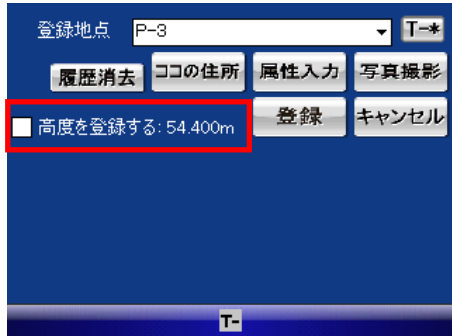 登録地点 P-3 T-*
履歴消去 ココの住所 属性入力 写真撮影
高度を登録する: 54.400m 登録 キャンセル
T-